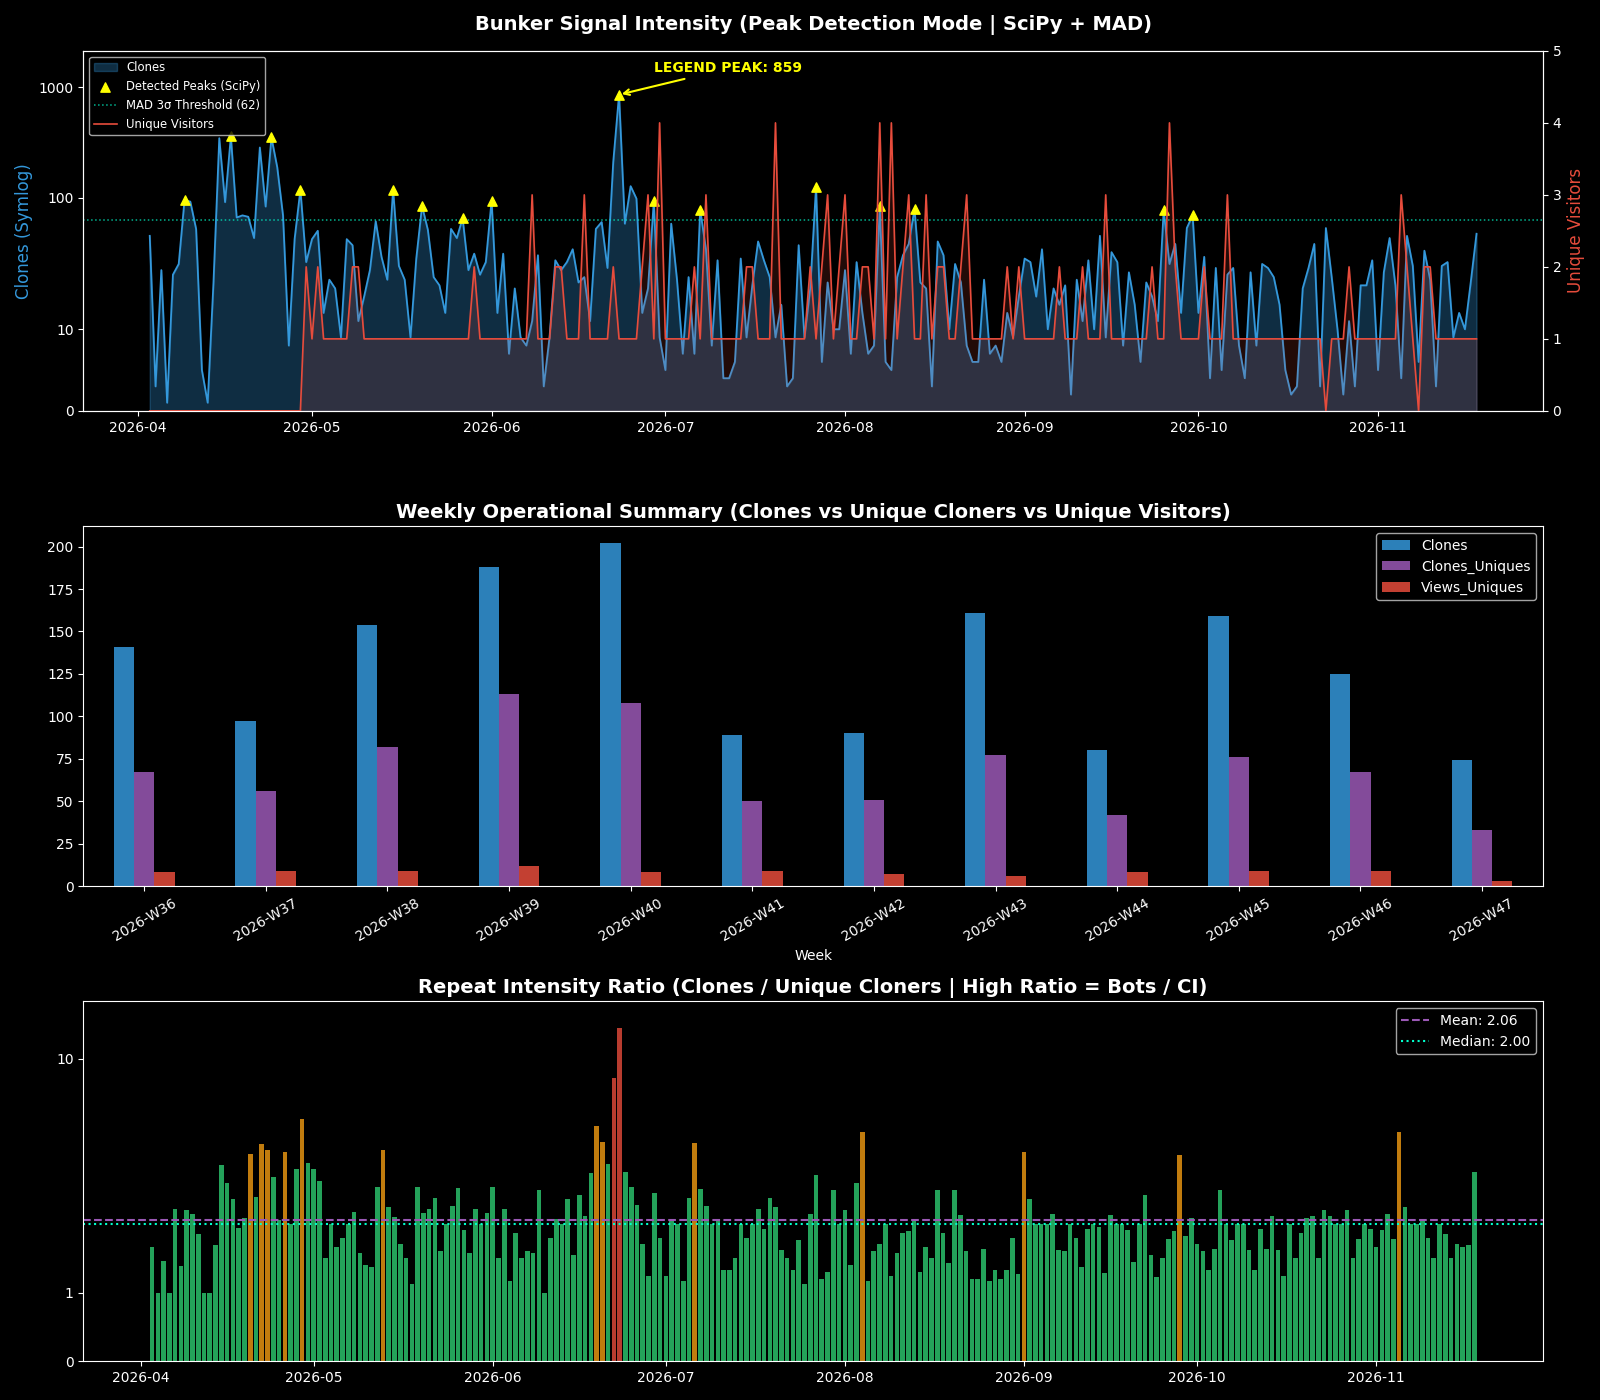 Bunker Signal Intensity (Peak Detection Mode | SciPy + MAD)
Clones
Detected Peaks (SciPy)
MAD 3σ Threshold (62)
Unique Visitors
LEGEND PEAK: 859
Clones (Symlog)
1000
100
10
0
Unique Visitors
5
4
3
2
1
0
2026-04 2026-05 2026-06 2026-07 2026-08 2026-09 2026-10 2026-11
Weekly Operational Summary (Clones vs Unique Cloners vs Unique Visitors)
Clones
Clones_Uniques
Views_Uniques
200
175
150
125
100
75
50
25
0
2026-W36 2026-W37 2026-W38 2026-W39 2026-W40 2026-W41 2026-W42 2026-W43 2026-W44 2026-W45 2026-W46 2026-W47
Week
Repeat Intensity Ratio (Clones / Unique Cloners | High Ratio = Bots / CI)
Mean: 2.06
Median: 2.00
10
1
0
2026-04 2026-05 2026-06 2026-07 2026-08 2026-09 2026-10 2026-11